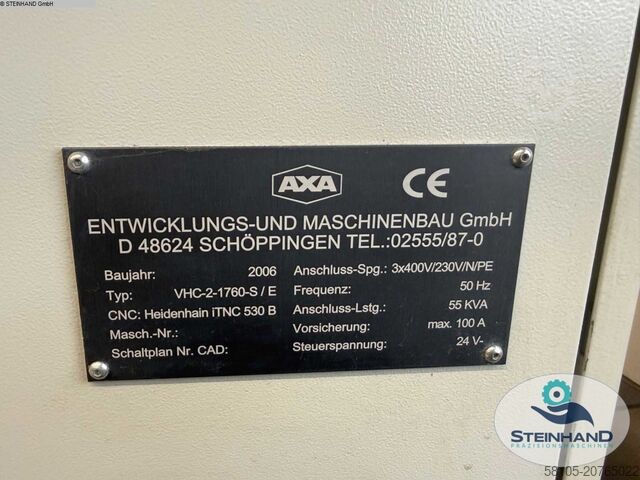 © STEINHAND GmbH
AXA CE
ENTWICKLUNGS-UND MASCHINENBAU GmbH
D 48624 SCHÖPPINGEN TEL.:02555/87-0
Baujahr: 2006
Typ: VHC-2-1760-S / E
CNC: Heidenhain iTNC 530 B
Masch.-Nr.:
Schaltplan Nr. CAD:
Anschluss-Spg.: 3x400V/230V/N/PE
Frequenz: 50 Hz
Anschluss-Lstg.: 55 KVA
Vorsicherung: max. 100 A
Steuerspannung: 24 V-
STEINHAND
PRÄZISIONSMASCHINEN
58705-20765022